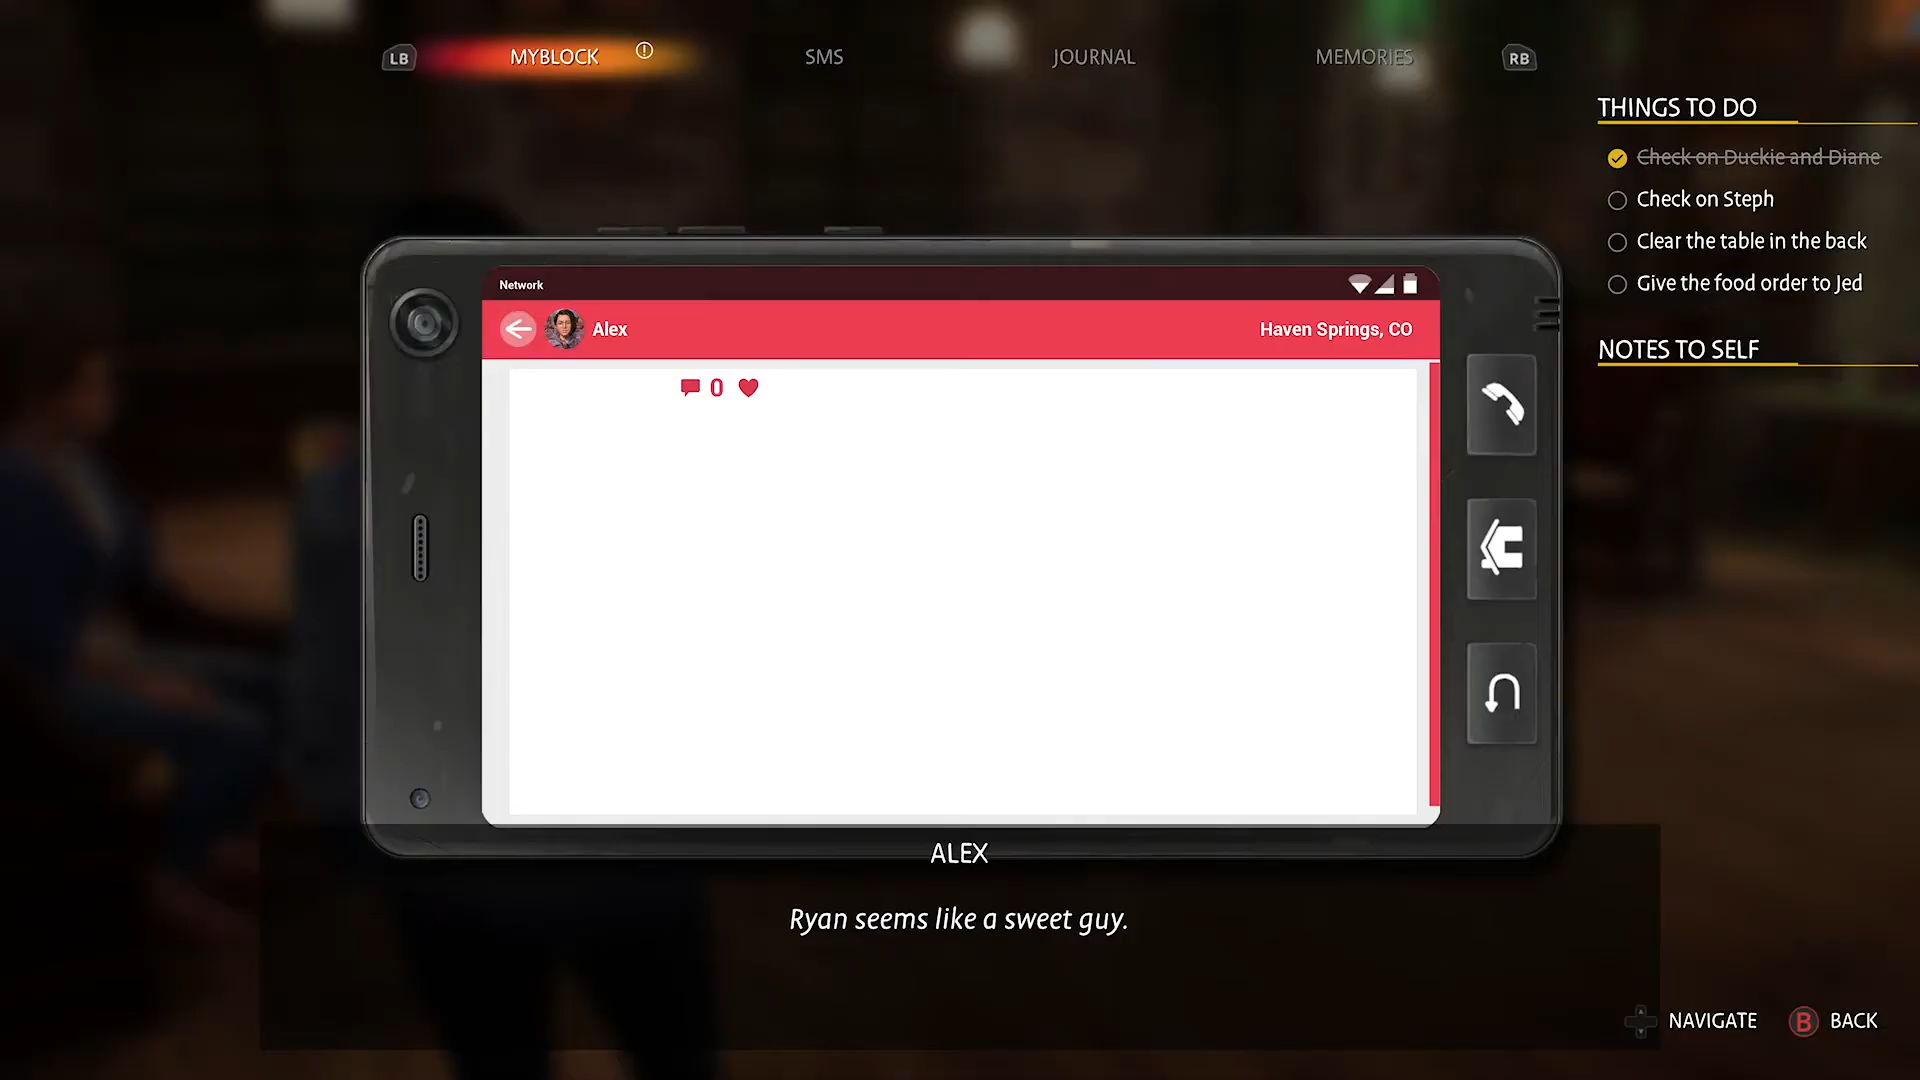 LB
MYBLOCK
SMS
JOURNAL
MEMORIES
RB
THINGS TO DO
Check on Duckie and Diane
Check on Steph
Clear the table in the back
Give the food order to Jed
NOTES TO SELF
Network
Alex
Haven Springs, CO
0
ALEX
Ryan seems like a sweet guy.
NAVIGATE
B BACK